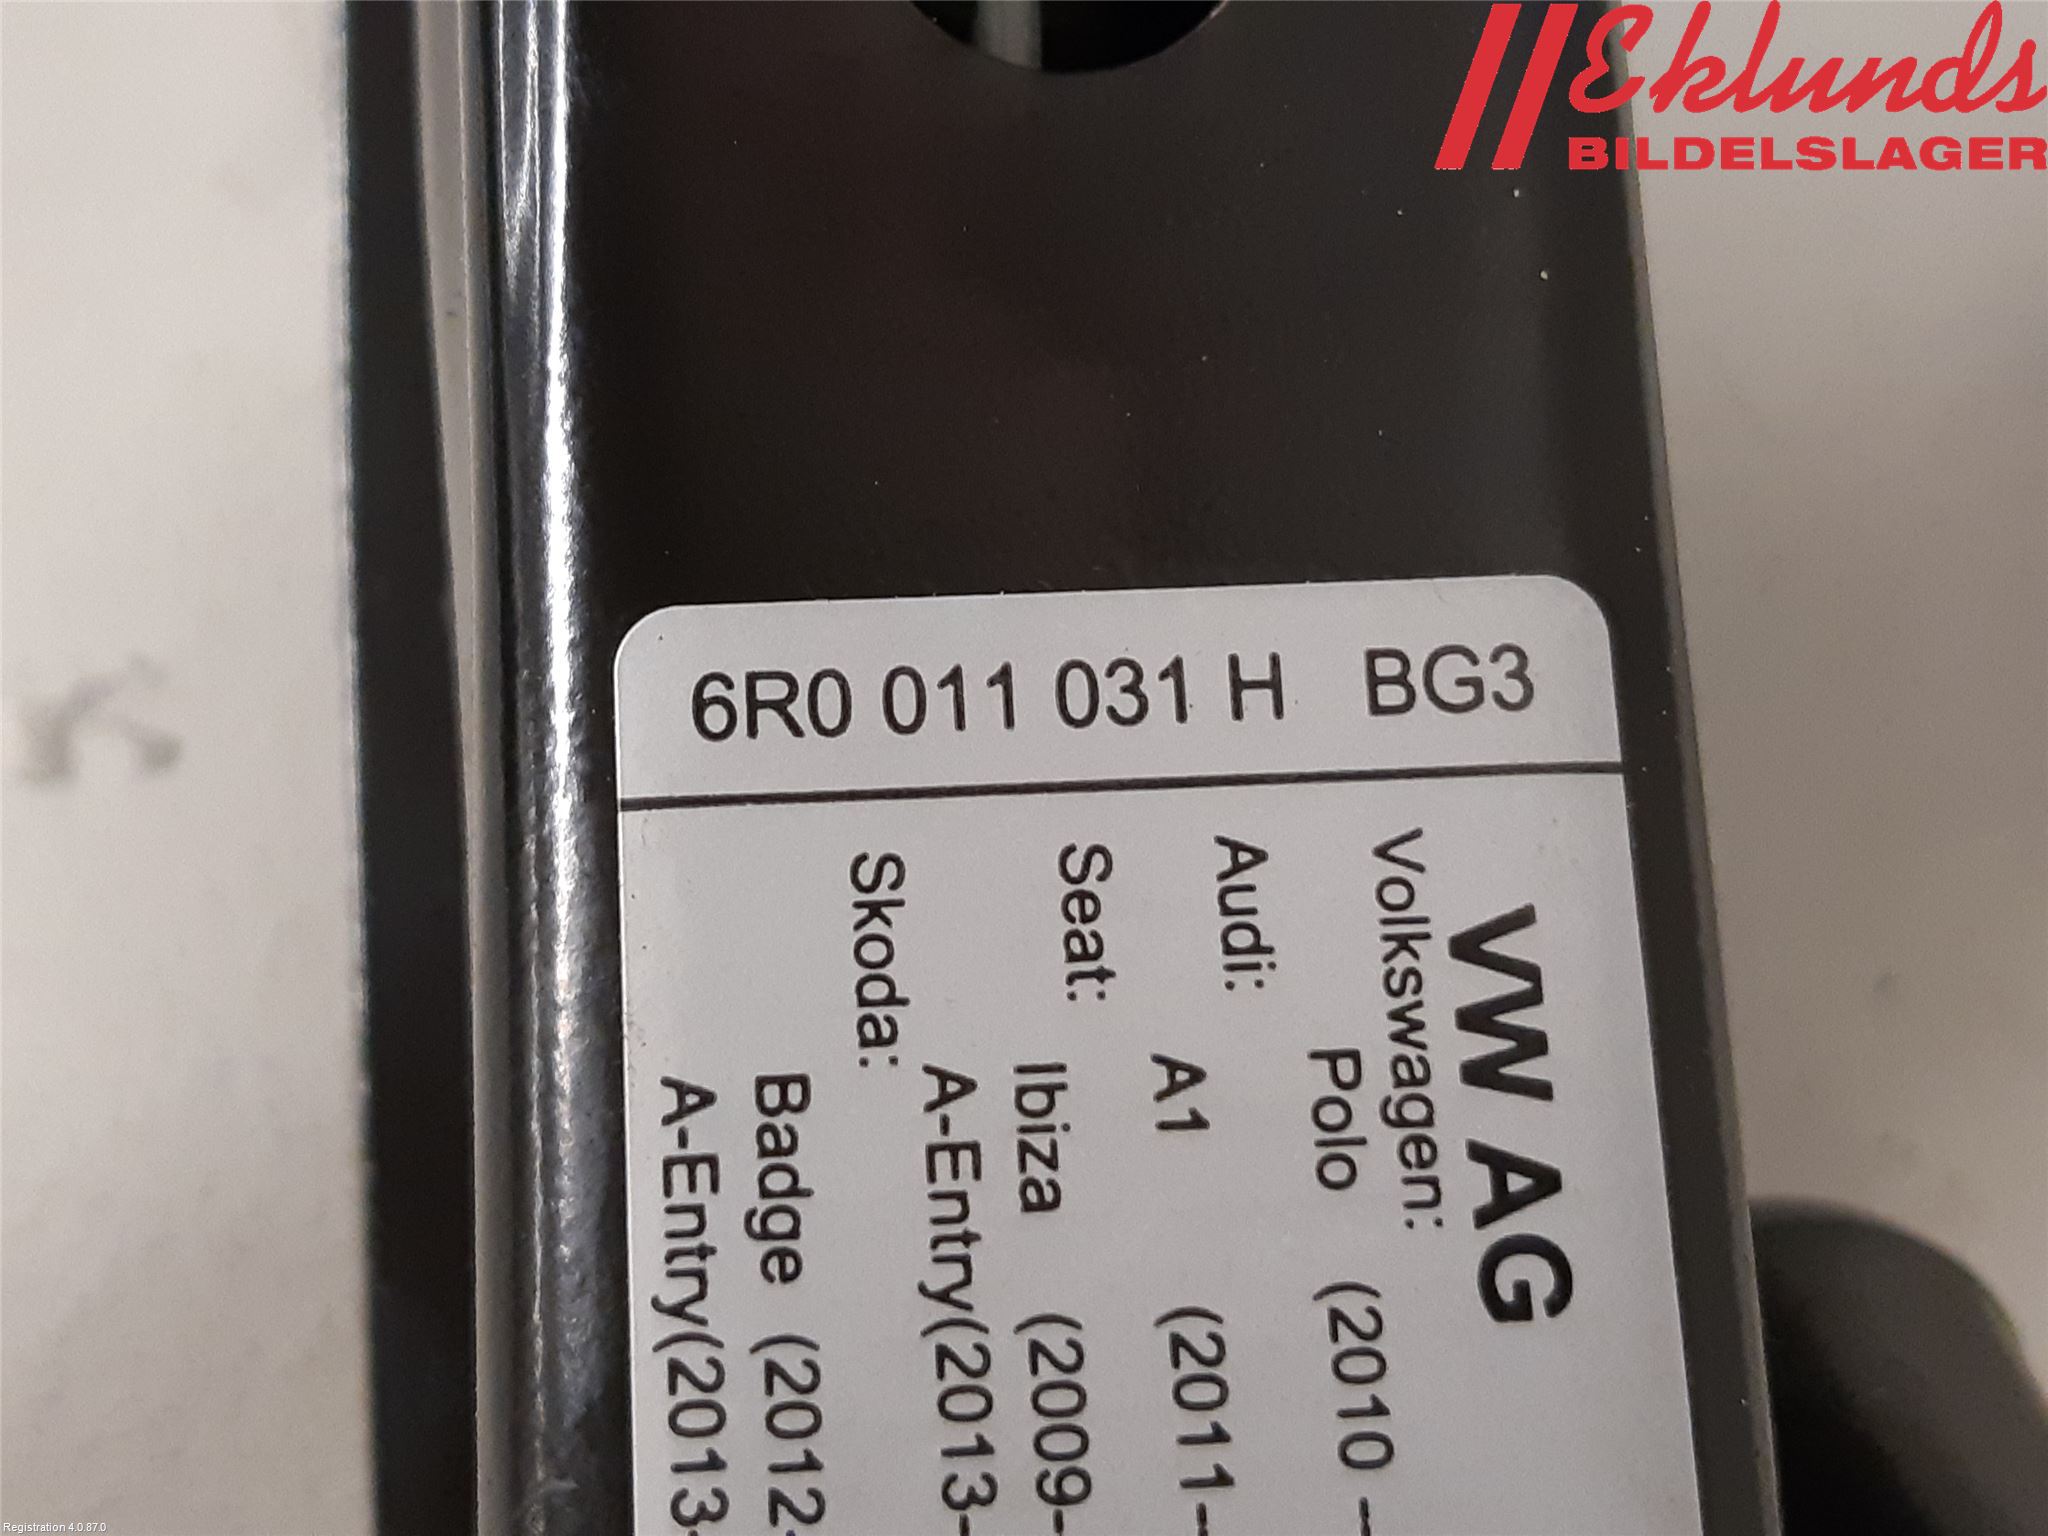 Eklunds
BILDELSLAGER
6R0 011 031 H BG3
VW AG
Volkswagen:
Polo (2010 –
Audi:
A1 (2011–
Seat:
Ibiza (2009-
A-Entry(2013-
Skoda:
Badge (2012-
A-Entry(2013-
Registration 4.0.87.0